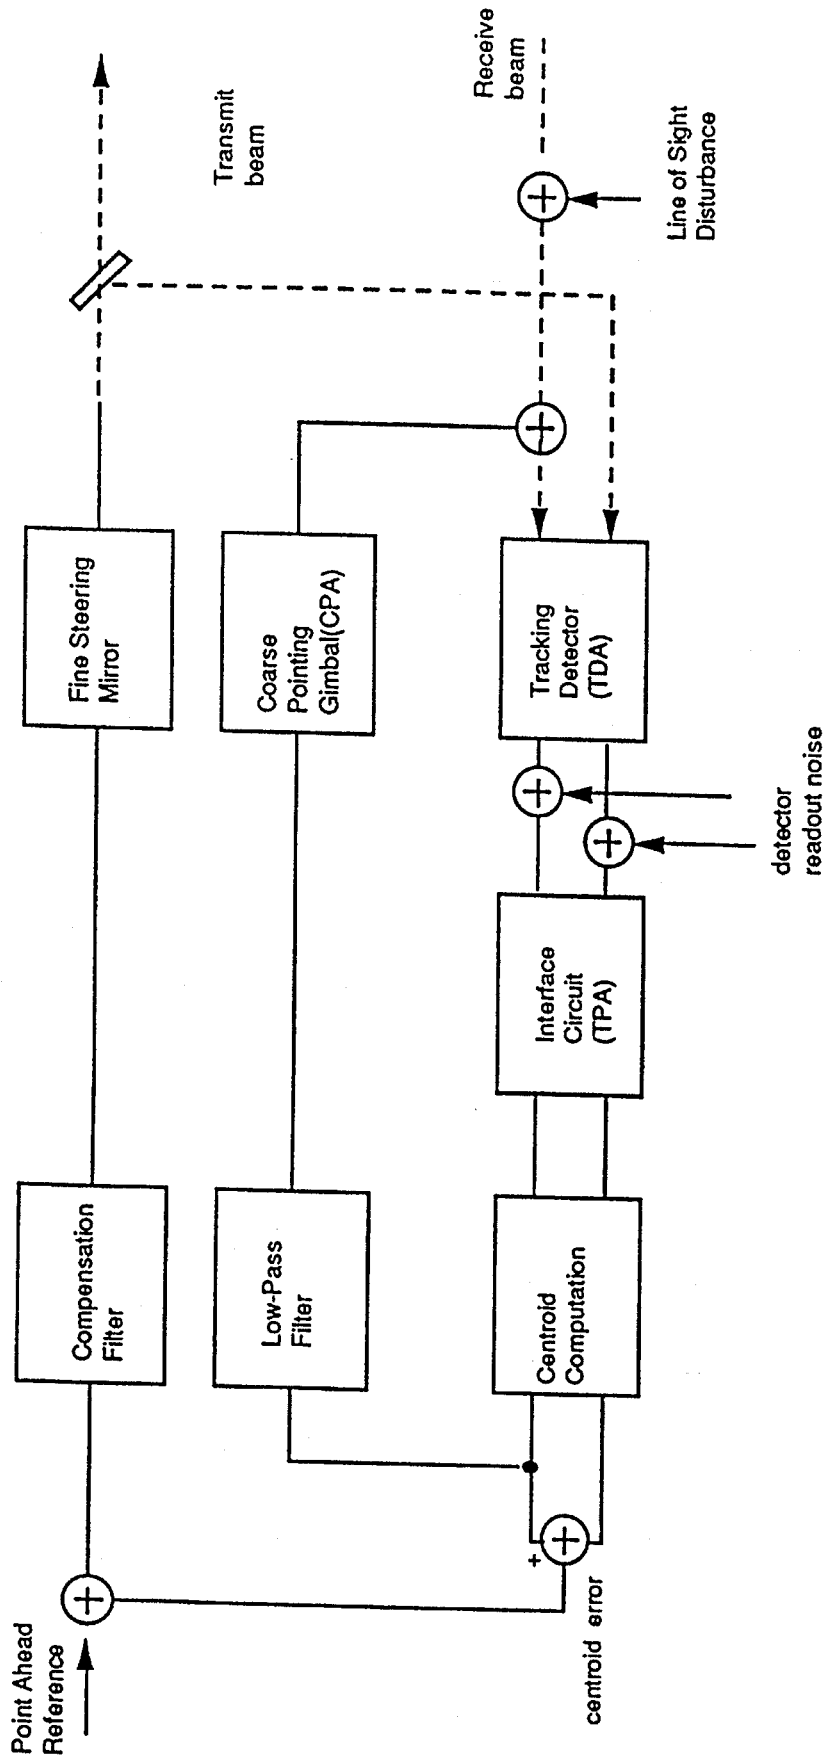 Point Ahead
Reference
Compensation
Filter
Fine Steering
Mirror
Transmit
beam
Low-Pass
Filter
Coarse
Pointing
Gimbal(CPA)
Receive
beam
+
centroid error
Centroid
Computation
Interface
Circuit
(TPA)
Tracking
Detector
(TDA)
Line of Sight
Disturbance
detector
readout noise